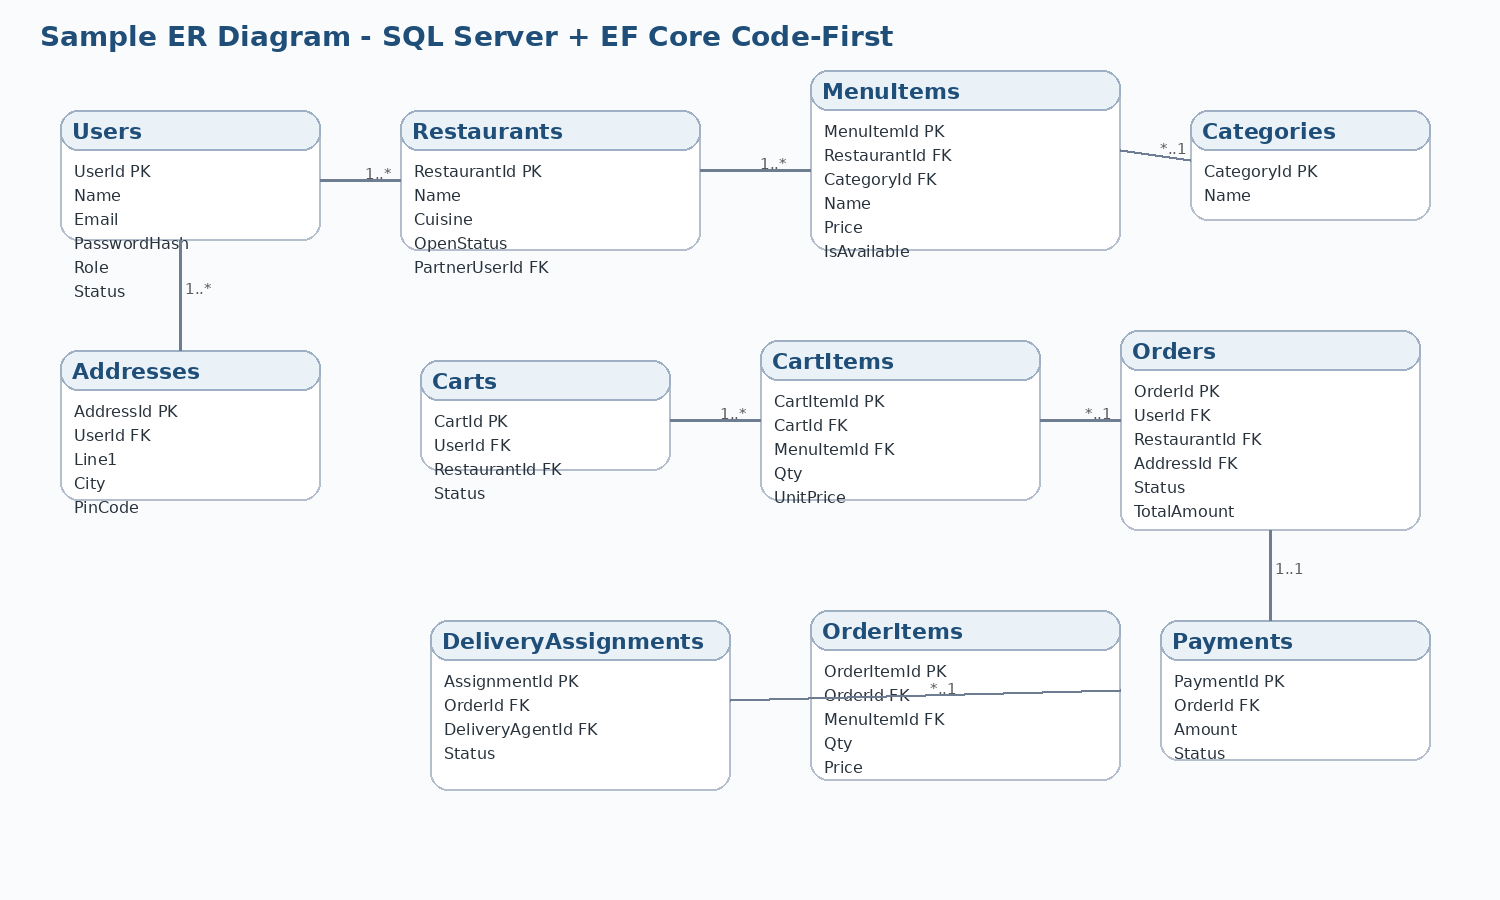 Sample ER Diagram - SQL Server + EF Core Code-First
Users
UserId PK
Name
Email
PasswordHash
Role
Status
1..*
1..*
Restaurants
RestaurantId PK
Name
Cuisine
OpenStatus
PartnerUserId FK
1..*
MenuItems
MenuItemId PK
RestaurantId FK
CategoryId FK
Name
Price
IsAvailable
*..1
Categories
CategoryId PK
Name
Addresses
AddressId PK
UserId FK
Line1
City
PinCode
Carts
CartId PK
UserId FK
RestaurantId FK
Status
1..*
CartItems
CartItemId PK
CartId FK
MenuItemId FK
Qty
UnitPrice
*..1
Orders
OrderId PK
UserId FK
RestaurantId FK
AddressId FK
Status
TotalAmount
1..1
DeliveryAssignments
AssignmentId PK
OrderId FK
DeliveryAgentId FK
Status
OrderItems
OrderItemId PK
OrderId FK
*..1
MenuItemId FK
Qty
Price
Payments
PaymentId PK
OrderId FK
Amount
Status